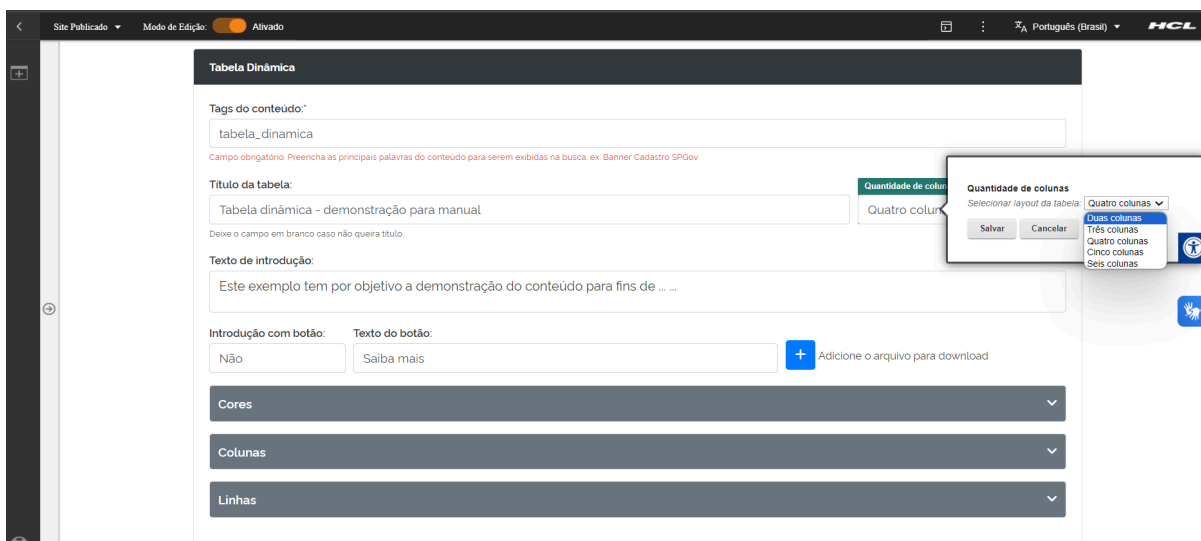 Site Publicado
Modo de Edição:
Ativado
Português (Brasil)
HCL
Tabela Dinâmica
Tags do conteúdo:*
tabela_dinamica
Campo obrigatório. Preencha as principais palavras do conteúdo para serem exibidas na busca. ex: Banner Cadastro SPGov
Título da tabela:
Quantidade de colun
Tabela dinâmica - demonstração para manual
Quatro colun
Deixe o campo em branco caso não queira título.
Quantidade de colunas
Selecionar layout da tabela:
Quatro colunas
Duas colunas
Três colunas
Quatro colunas
Cinco colunas
Seis colunas
Salvar
Cancelar
Texto de introdução:
Este exemplo tem por objetivo a demonstração do conteúdo para fins de ... ...
Introdução com botão:
Texto do botão:
Não
Saiba mais
+ Adicione o arquivo para download
Cores
Colunas
Linhas